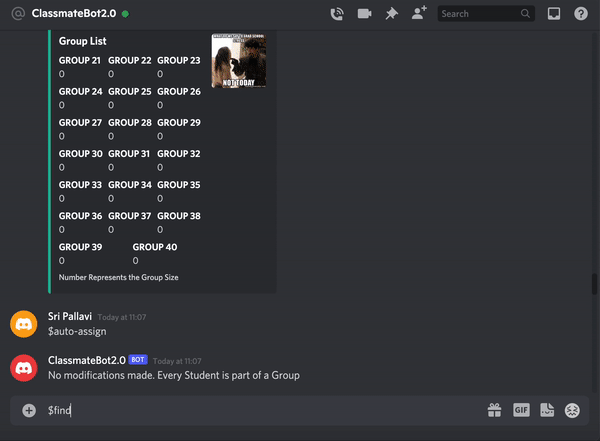 @ ClassmateBot2.0
Search
Group List
GROUP 21 GROUP 22 GROUP 23
0 0 0
GROUP 24 GROUP 25 GROUP 26
0 0 0
GROUP 27 GROUP 28 GROUP 29
0 0 0
GROUP 30 GROUP 31 GROUP 32
0 0 0
GROUP 33 GROUP 34 GROUP 35
0 0 0
GROUP 36 GROUP 37 GROUP 38
0 0 0
GROUP 39 GROUP 40
0 0
Number Represents the Group Size
NOT TODAY
Sri Pallavi Today at 11:07
$auto-assign
ClassmateBot2.0 BOT Today at 11:07
No modifications made. Every Student is part of a Group
$find
GIF